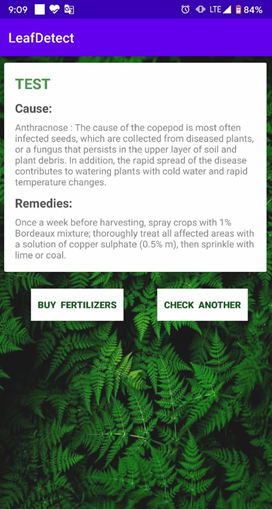 9:09 LTE 84%
LeafDetect
TEST
Cause:
Anthracnose : The cause of the copepod is most often
infected seeds, which are collected from diseased plants,
or a fungus that persists in the upper layer of soil and
plant debris. In addition, the rapid spread of the disease
contributes to watering plants with cold water and rapid
temperature changes.
Remedies:
Once a week before harvesting, spray crops with 1%
Bordeaux mixture; thoroughly treat all affected areas with
a solution of copper sulphate (0.5% m), then sprinkle with
lime or coal.
BUY FERTILIZERS CHECK ANOTHER